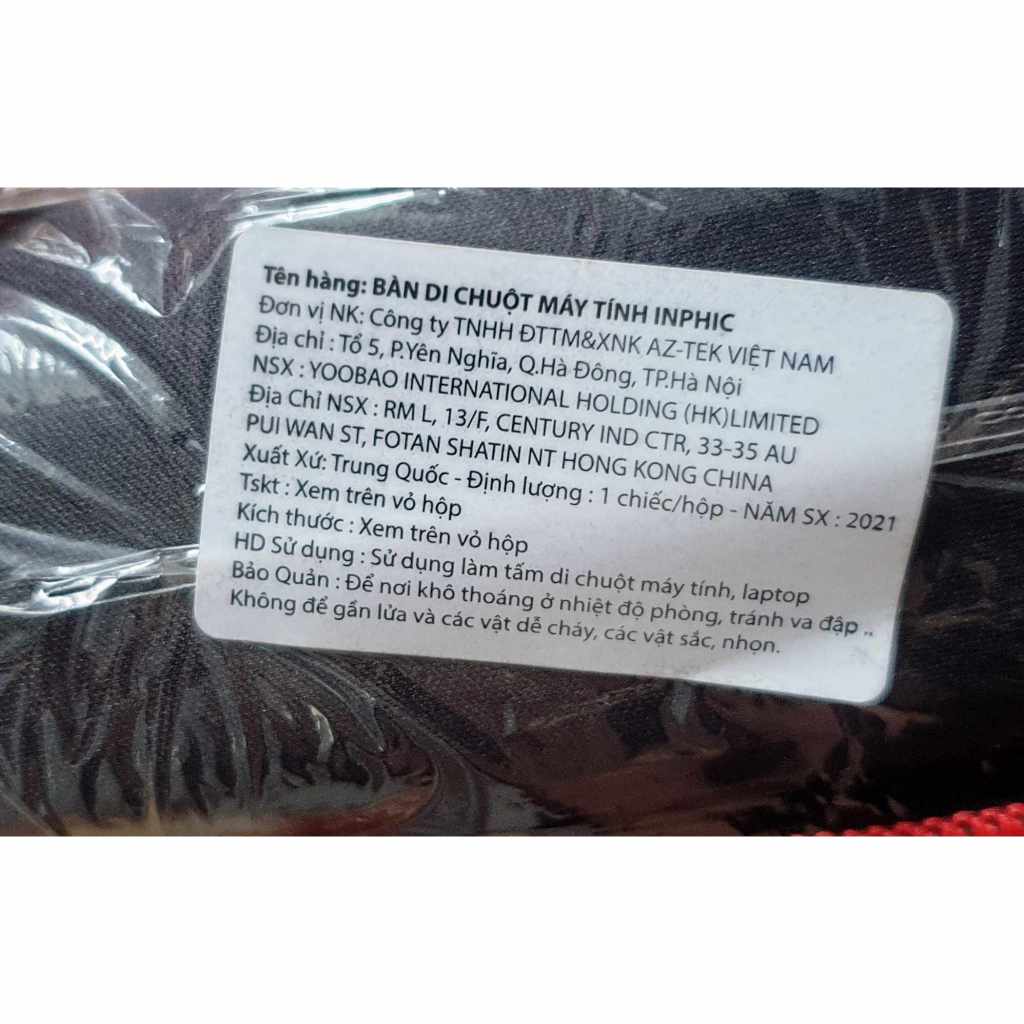 Tên hàng: BÀN DI CHUỘT MÁY TÍNH INPHIC
Đơn vị NK: Công ty TNHH ĐTTM&XNK AZ-TEK VIỆT NAM
Địa chỉ : Tổ 5, P.Yên Nghĩa, Q.Hà Đông, TP.Hà Nội
NSX : YOOBAO INTERNATIONAL HOLDING (HK)LIMITED
Địa Chỉ NSX : RM L, 13/F, CENTURY IND CTR, 33-35 AU
PUI WAN ST, FOTAN SHATIN NT HONG KONG CHINA
Xuất Xứ: Trung Quốc - Định lượng : 1 chiếc/hộp - NĂM SX : 2021
Tskt : Xem trên vỏ hộp
Kích thước : Xem trên vỏ hộp
HD Sử dụng : Sử dụng làm tấm di chuột máy tính, laptop
Bảo Quản : Để nơi khô thoáng ở nhiệt độ phòng, tránh va đập ..
Không để gần lửa và các vật dễ cháy, các vật sắc, nhọn.